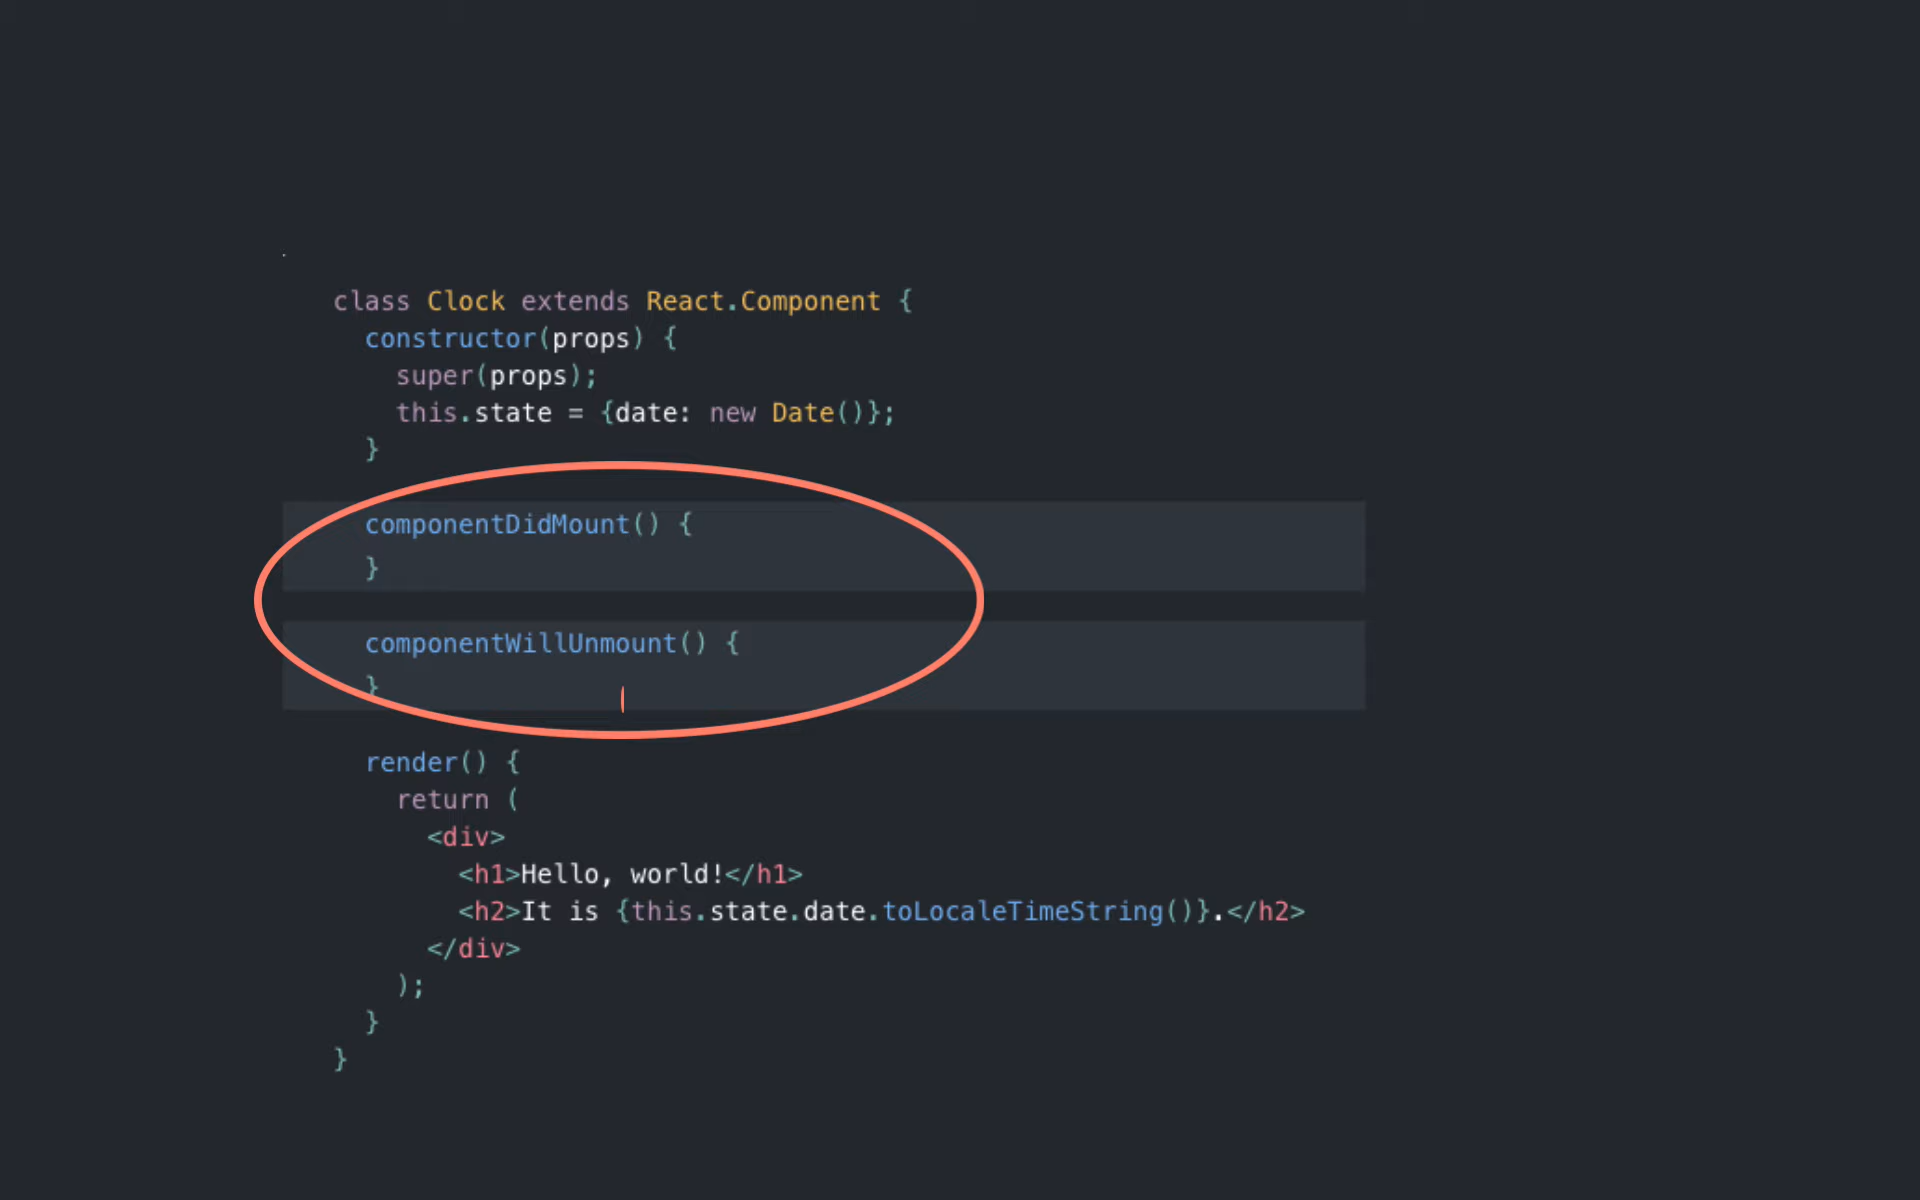 class Clock extends React.Component {
constructor(props) {
super(props);
this.state = {date: new Date()};
}
componentDidMount() {
}
componentWillUnmount() {
}
render() {
return (
<div>
<h1>Hello, world!</h1>
<h2>It is {this.state.date.toLocaleTimeString()}.</h2>
</div>
);
}
}